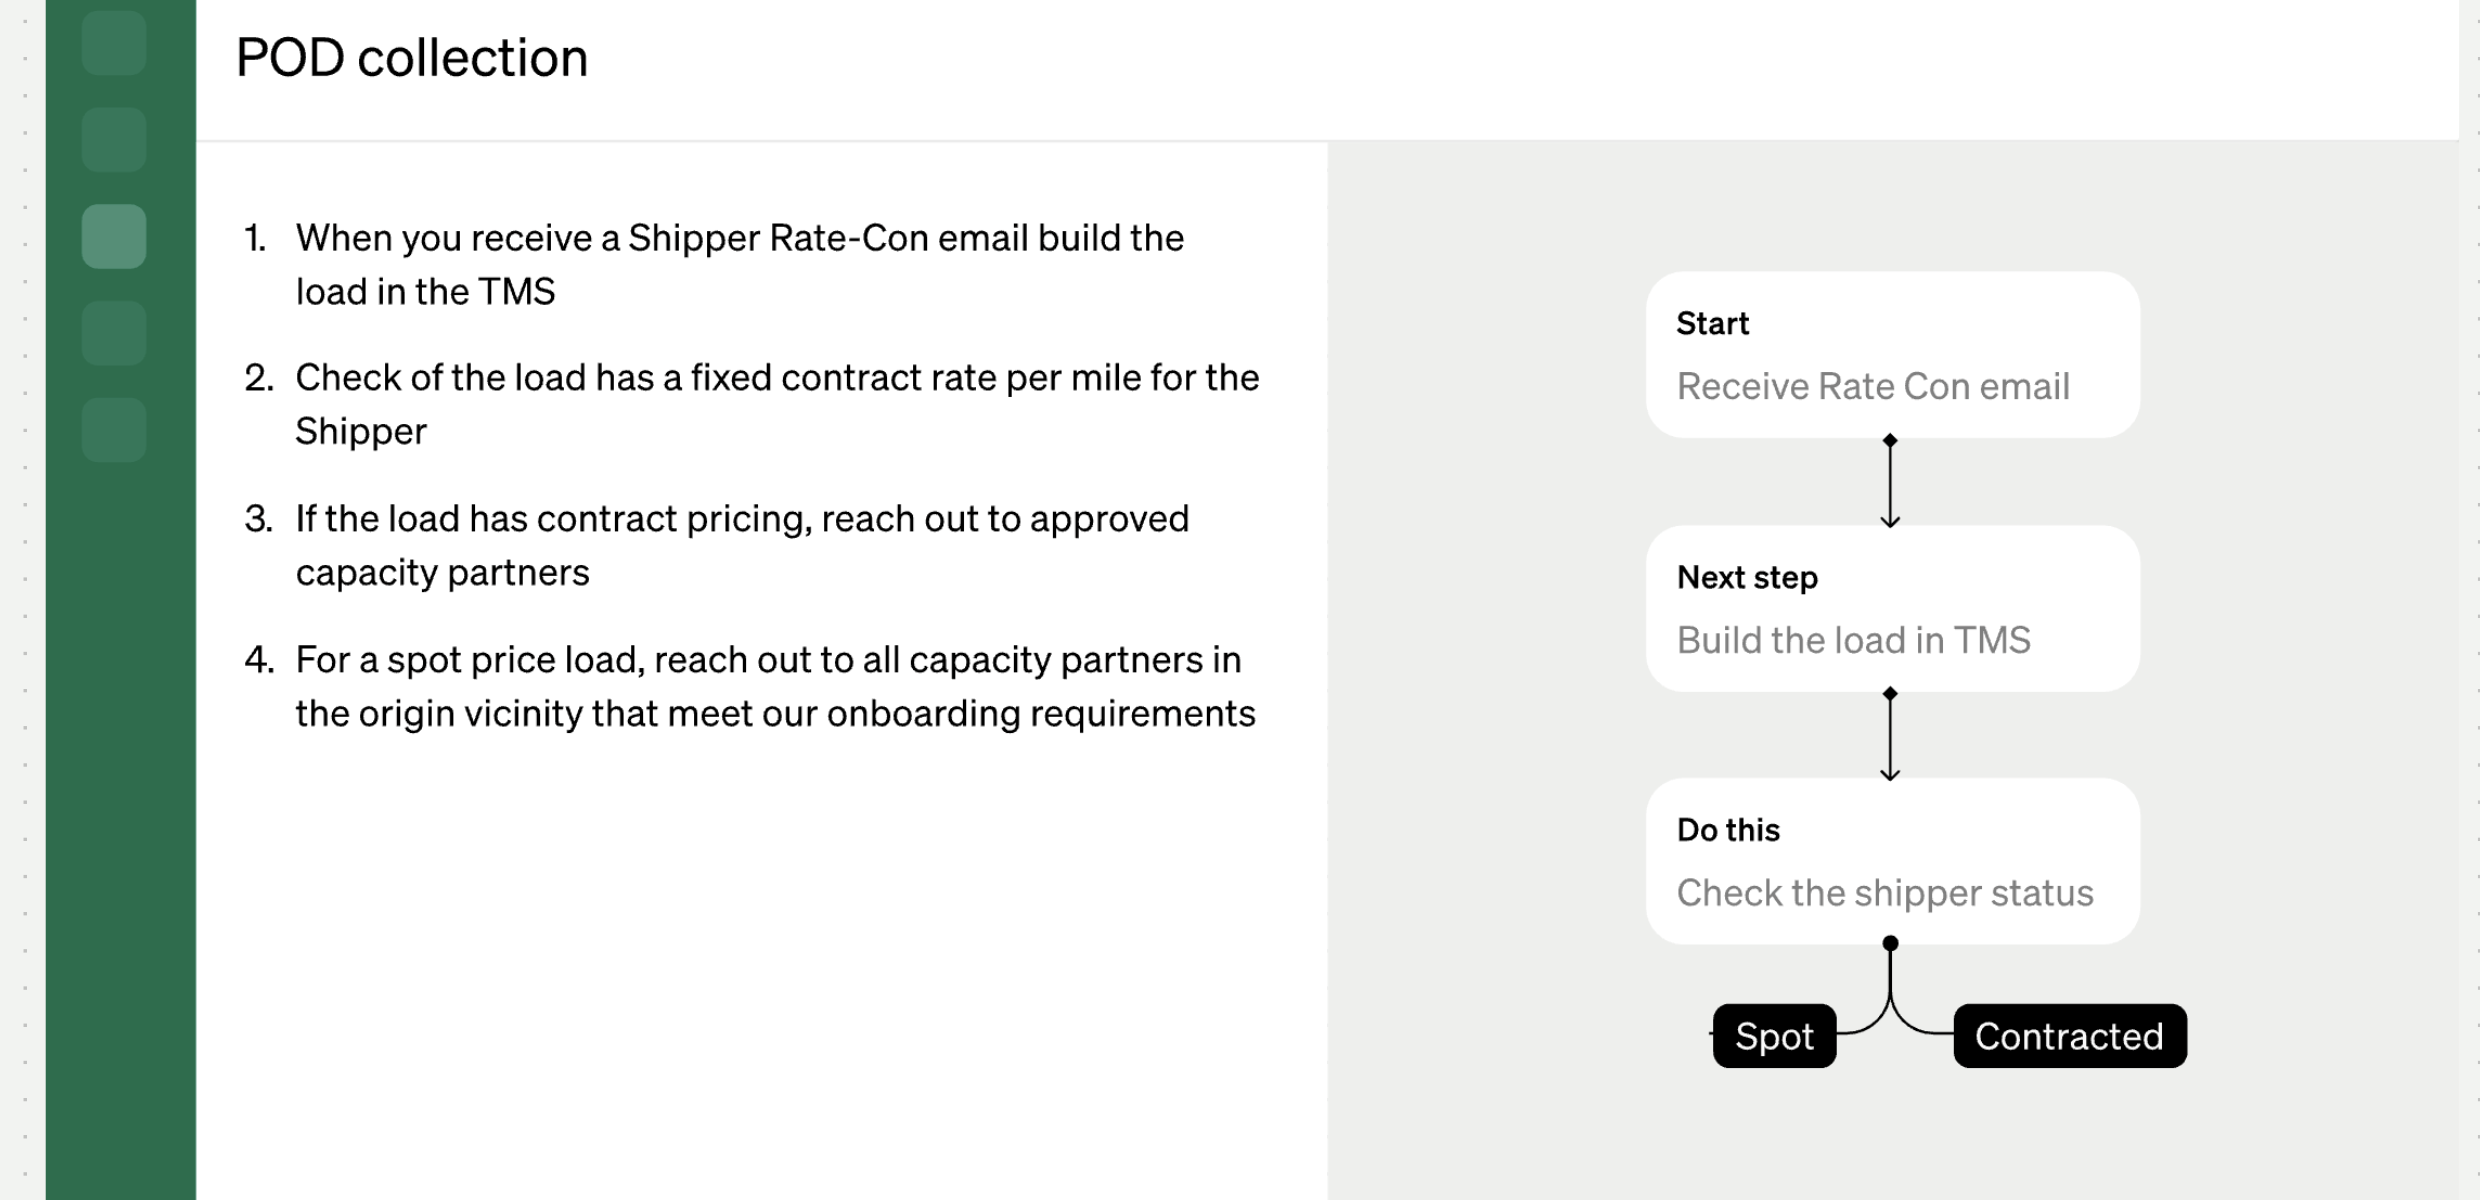 POD collection
1. When you receive a Shipper Rate-Con email build the
load in the TMS
2. Check of the load has a fixed contract rate per mile for the
Shipper
3. If the load has contract pricing, reach out to approved
capacity partners
4. For a spot price load, reach out to all capacity partners in
the origin vicinity that meet our onboarding requirements
Start
Receive Rate Con email
Next step
Build the load in TMS
Do this
Check the shipper status
Spot
Contracted